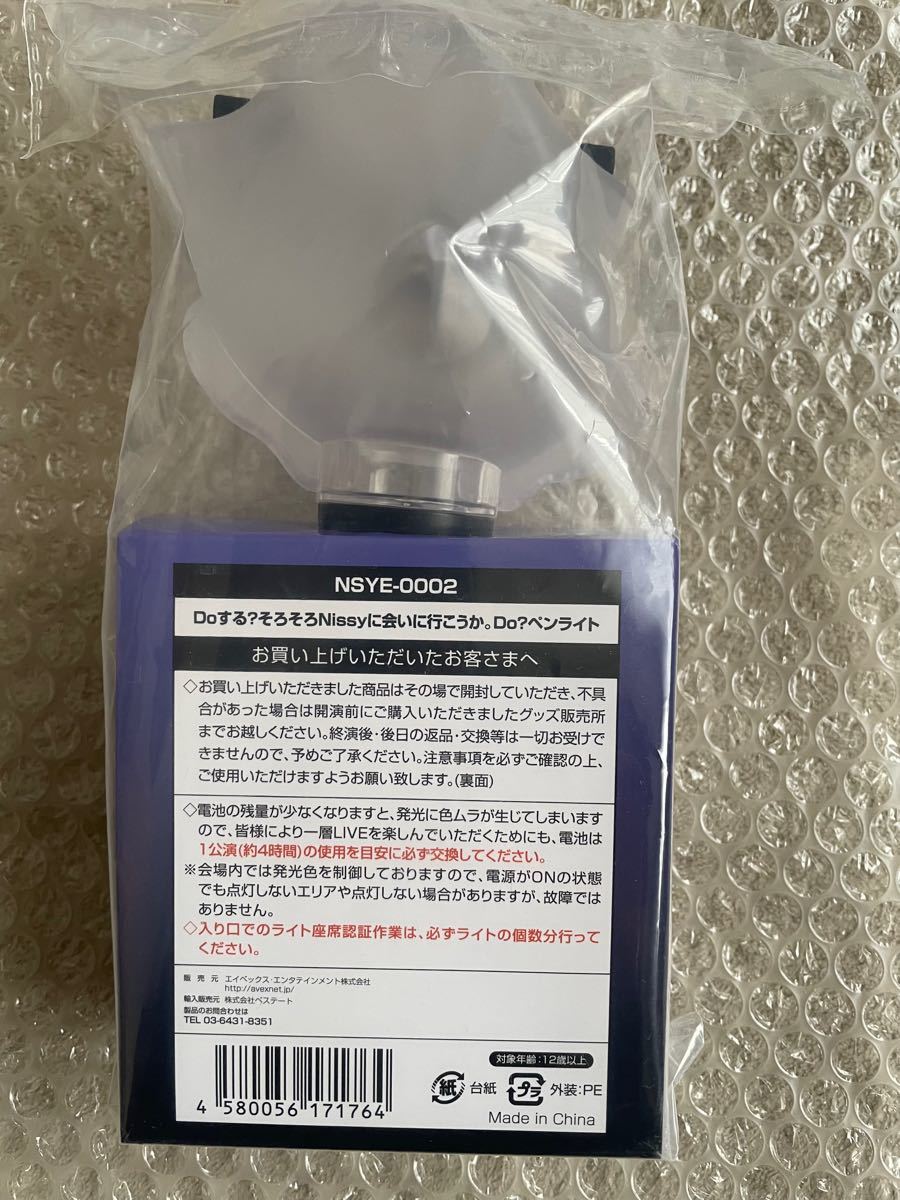 NSYE-0002
Doする?そろそろNissyに会いに行こうか。Do?ペンライト
お買い上げいただいたお客さまへ
◇お買い上げいただきました商品はその場で開封していただき、不具
合があった場合は開演前にご購入いただきましたグッズ販売所
までお越しください。終演後・後日の返品・交換等は一切お受けで
きませんので、予めご了承ください。注意事項を必ずご確認の上、
ご使用いただけますようお願い致します。(裏面)
◇電池の残量が少なくなりますと、発光に色ムラが生じてしまいます
ので、皆様により一層LIVEを楽しんでいただくためにも、電池は
1公演(約4時間)の使用を目安に必ず交換してください。
※会場内では発光色を制御しておりますので、電源がONの状態
でも点灯しないエリアや点灯しない場合がありますが、故障では
ありません。
◇入り口でのライト座席認証作業は、必ずライトの個数分行って
ください。
販売元 エイベックス・エンタテインメント株式会社
http://avexnet.jp/
輸入販売元 株式会社ベステート
製品のお問合わせは
TEL 03-6431-8351
対象年齢:12歳以上
紙 台紙 プラ 外装:PE
4 580056 171764
Made in China